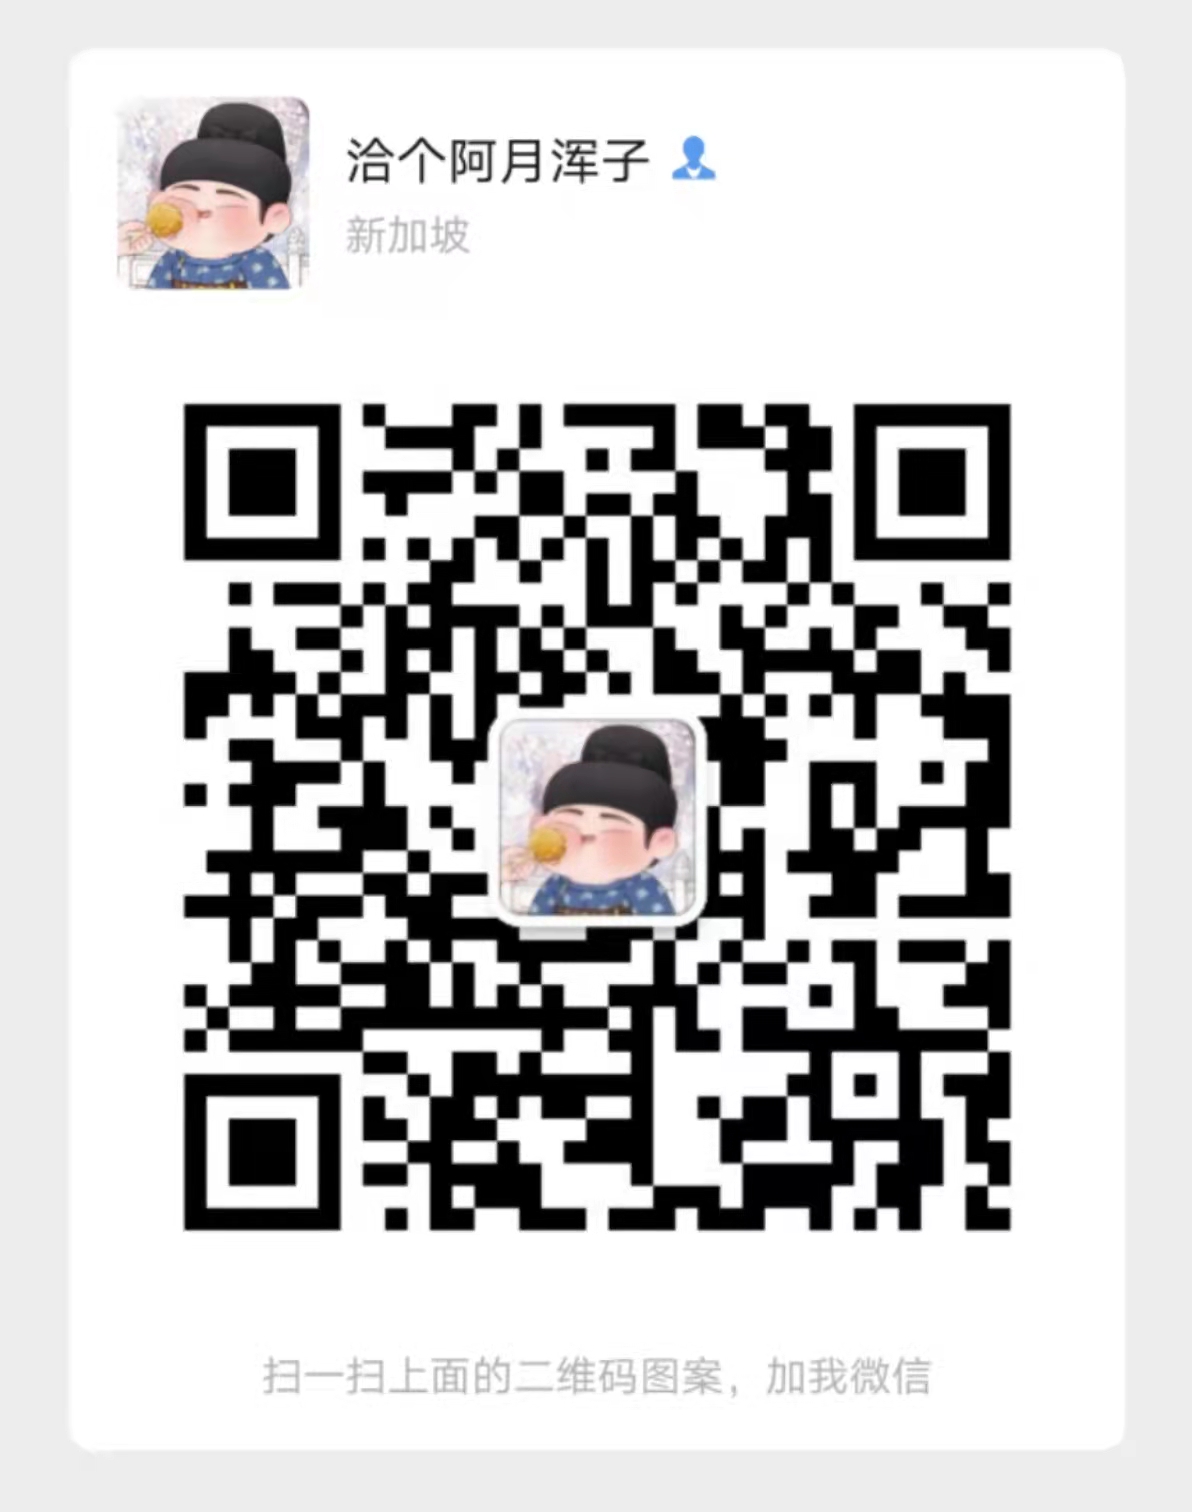 洽个阿月浑子
新加坡
扫一扫上面的二维码图案，加我微信